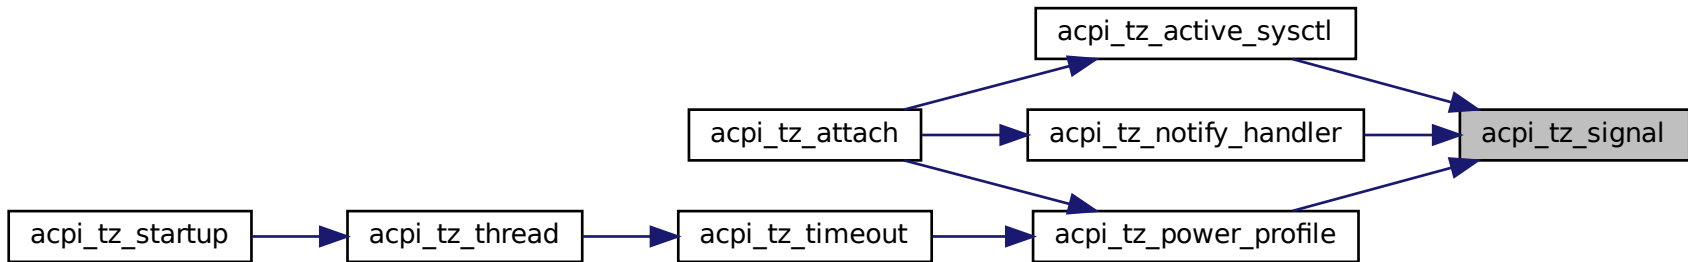 acpi_tz_active_sysctl
acpi_tz_attach
acpi_tz_notify_handler
acpi_tz_signal
acpi_tz_startup
acpi_tz_thread
acpi_tz_timeout
acpi_tz_power_profile